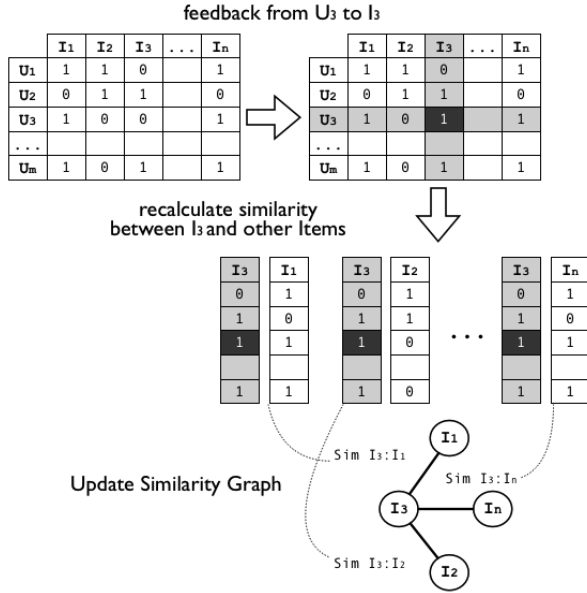 feedback from U3 to I3
I1 I2 I3 ... In
U1 1 1 0 1
U2 0 1 1 0
U3 1 0 0 1
...
Um 1 0 1 1
I1 I2 I3 ... In
U1 1 1 0 1
U2 0 1 1 0
U3 1 0 1 1
...
Um 1 0 1 1
recalculate similarity
between I3 and other Items
I3 I1 I3 I2 I3 In
0 1 0 1 0 1
1 0 1 1 1 0
1 1 1 0 ... 1 1
1 1 1 0 1 1
I1
Sim I3:I1
Update Similarity Graph
Sim I3:In
I3 In
Sim I3:I2
I2